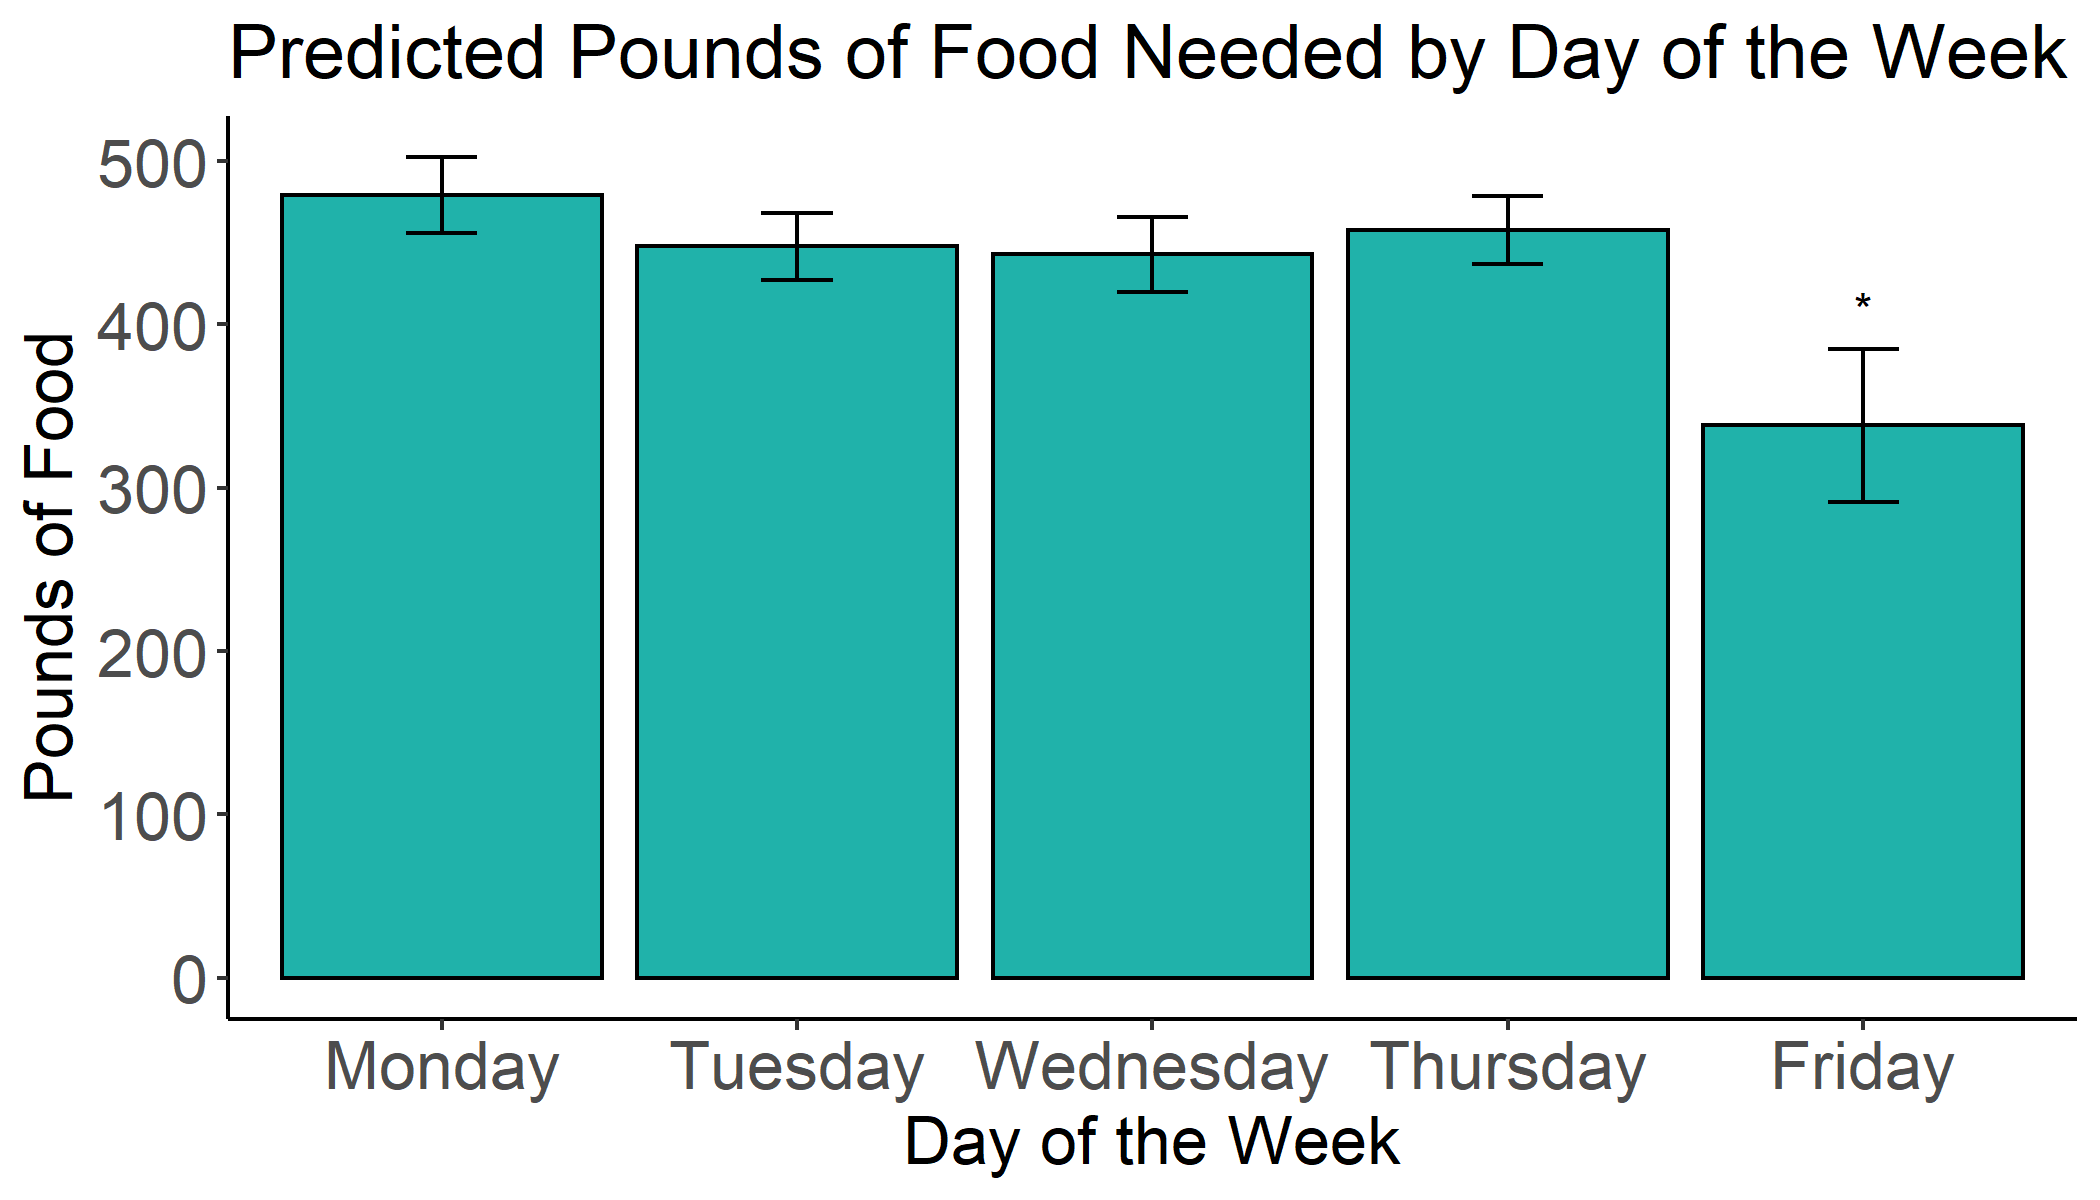 Predicted Pounds of Food Needed by Day of the Week
Pounds of Food
500
400
300
200
100
0
*
Monday Tuesday Wednesday Thursday Friday
Day of the Week